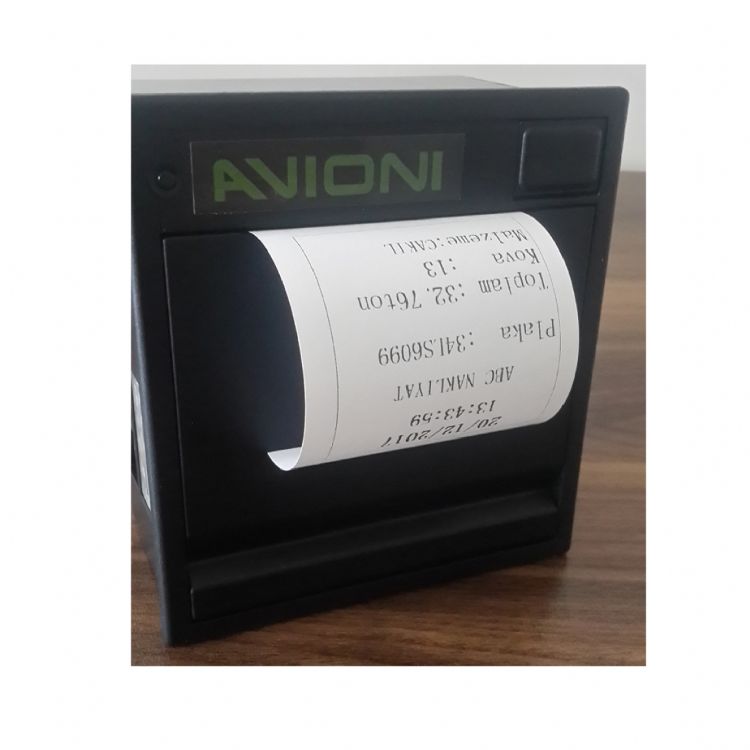 AVIONI
20/12/2017
13:43:59
ABC NAKLIYAT
Plaka :34LS6099
Toplam :32.76ton
Kova :13
Malzeme:CAKIL